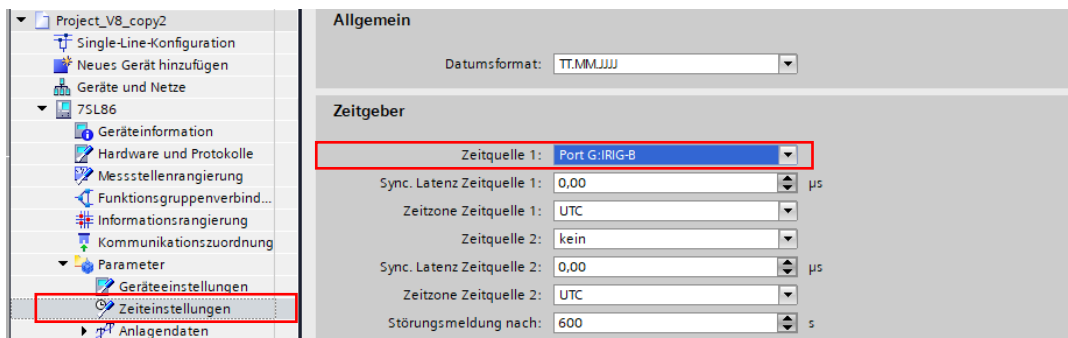 Project_V8_copy2
Single-Line-Konfiguration
Neues Gerät hinzufügen
Geräte und Netze
7SL86
Geräteinformation
Hardware und Protokolle
Messstellenrangierung
Funktionsgruppenverbind...
Informationsrangierung
Kommunikationszuordnung
Parameter
Geräteeinstellungen
Zeiteinstellungen
Anlagendaten
Allgemein
Datumsformat: TT.MM.JJJJ
Zeitgeber
Zeitquelle 1: Port G:IRIG-B
Sync. Latenz Zeitquelle 1: 0,00 µs
Zeitzone Zeitquelle 1: UTC
Zeitquelle 2: kein
Sync. Latenz Zeitquelle 2: 0,00 µs
Zeitzone Zeitquelle 2: UTC
Störungsmeldung nach: 600 s